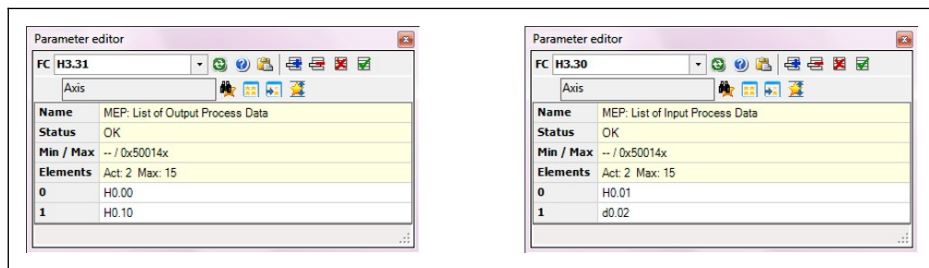 Parameter editor
FC H3.31
Axis
Name MEP: List of Output Process Data
Status OK
Min / Max -- / 0x50014x
Elements Act: 2 Max: 15
0 H0.00
1 H0.10
Parameter editor
FC H3.30
Axis
Name MEP: List of Input Process Data
Status OK
Min / Max -- / 0x50014x
Elements Act: 2 Max: 15
0 H0.01
1 d0.02